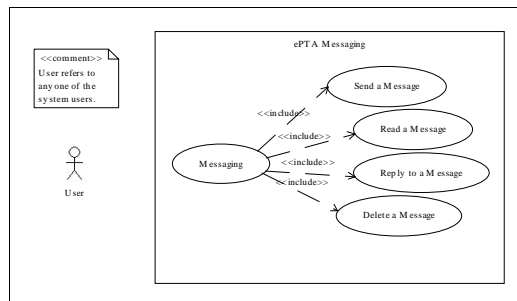 <<comment>>
User refers to
anyone of the
system users.
User
ePTA Messaging
Send a Message
<<include>>
Read a Message
<<include>>
Messaging
<<include>>
Reply to a Message
<<include>>
Delete a Message